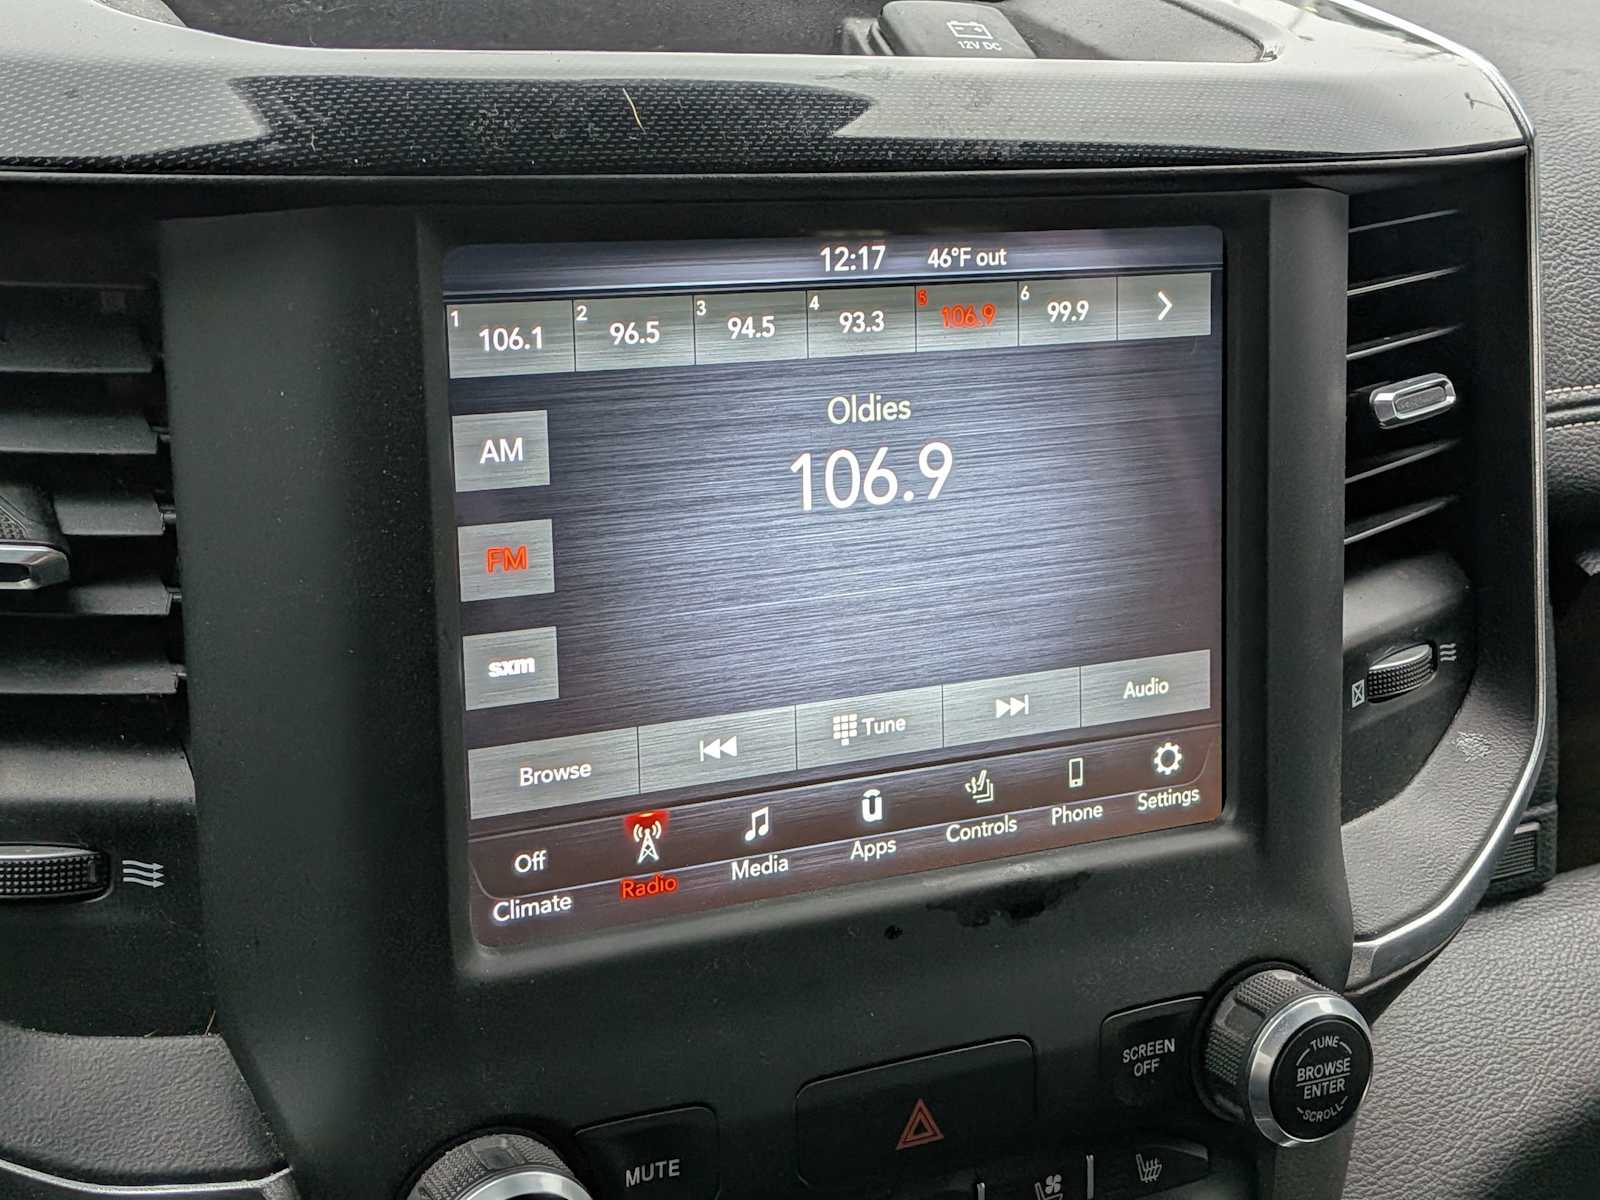 12V DC
12:17 46°F out
1 106.1 2 96.5 3 94.5 4 93.3 5 106.9 6 99.9
Oldies
106.9
AM
FM
sxm
Browse Tune Audio
Off
Climate Radio Media Apps Controls Phone Settings
SCREEN
OFF
TUNE
BROWSE
ENTER
SCROLL
MUTE